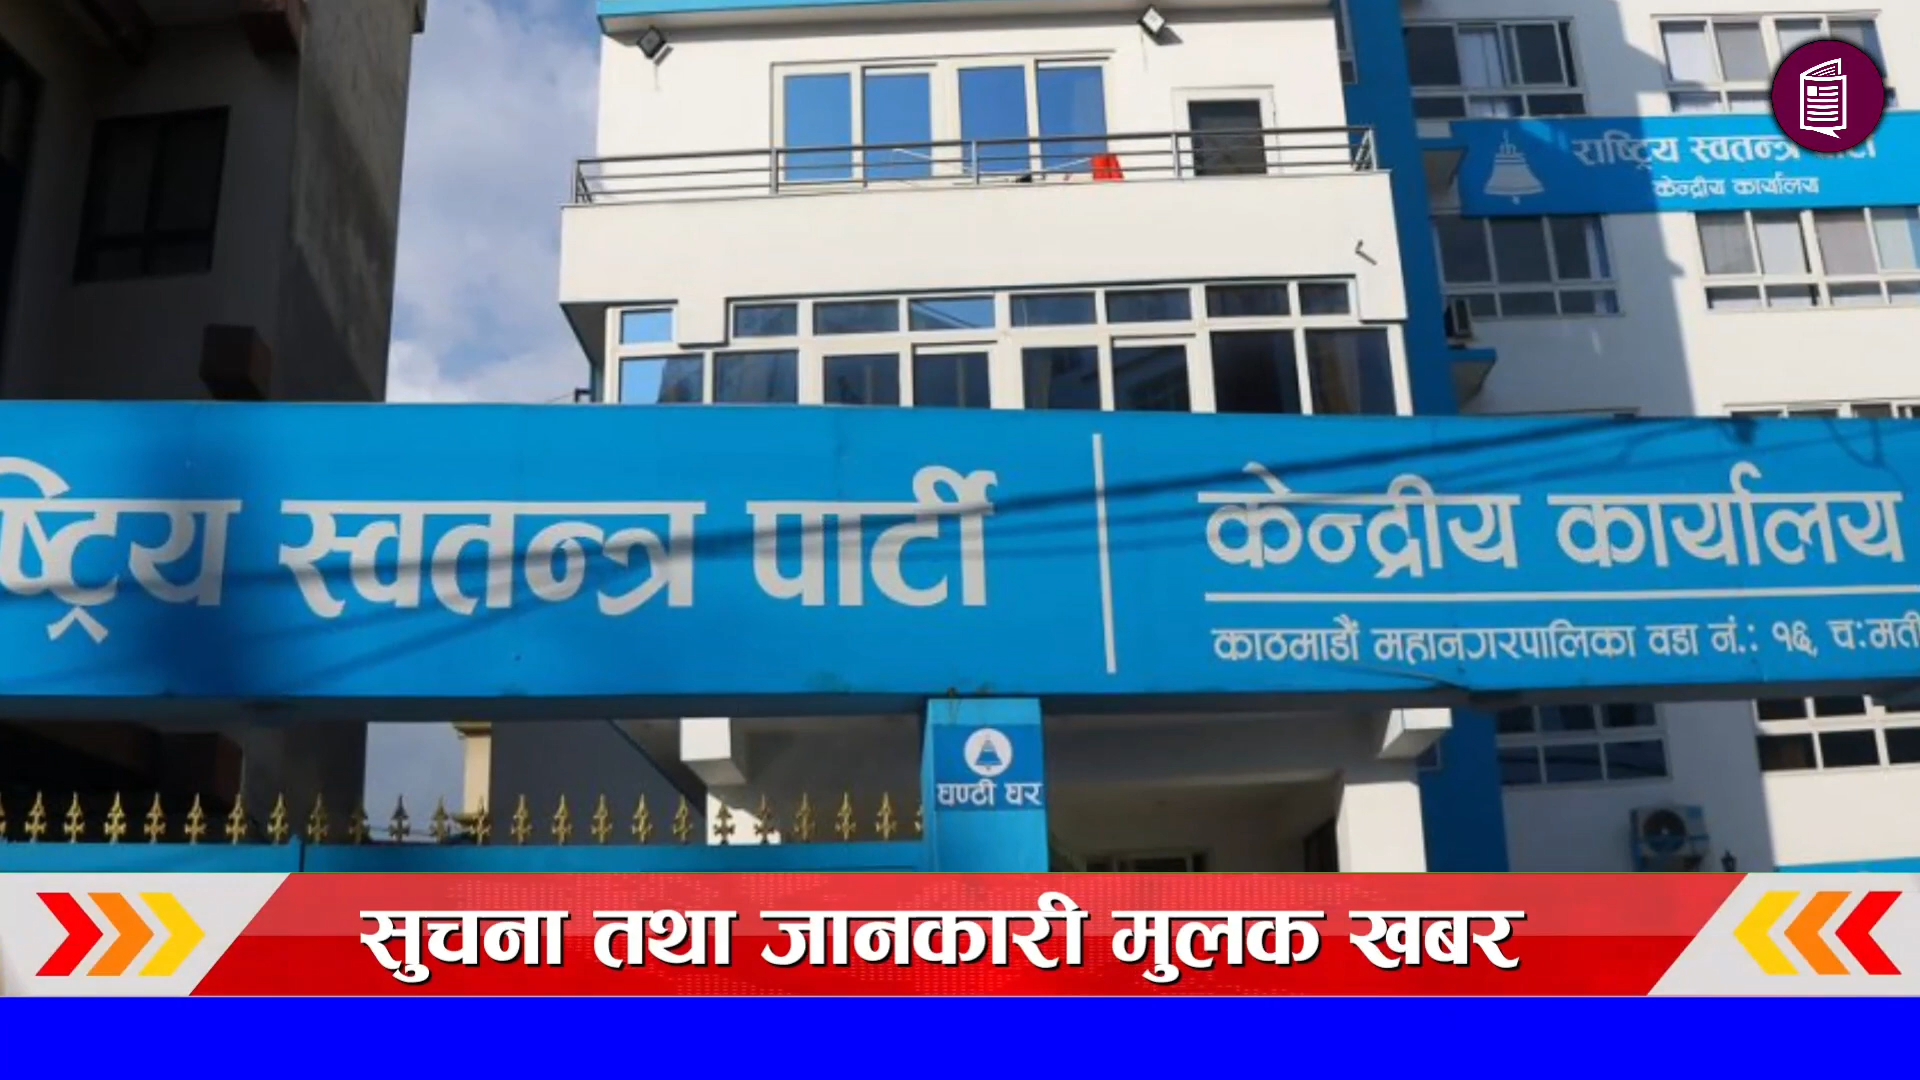 राष्ट्रिय स्वतन्त्र पार्टी
केन्द्रीय कार्यालय
ष्ट्रिय स्वतन्त्र पार्टी
केन्द्रीय कार्यालय
काठमाडौं महानगरपालिका वडा नं.: १६, च:मती
घण्टी घर
सुचना तथा जानकारी मुलक खबर